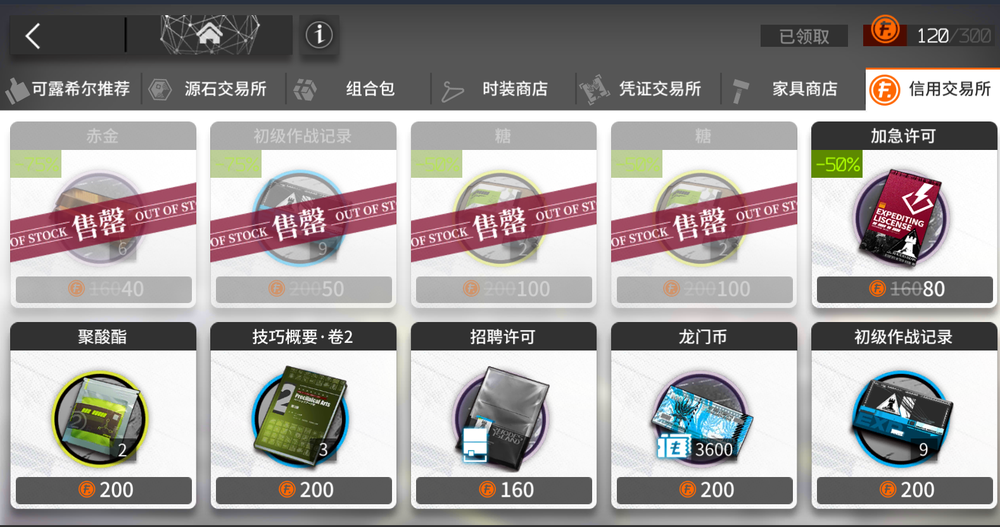 已领取
120/300
可露希尔推荐
源石交易所
组合包
时装商店
凭证交易所
家具商店
信用交易所
赤金
初级作战记录
糖
糖
加急许可
-75%
-75%
-50%
-50%
-50%
OF STOCK 售罄 OUT OF ST
OF STOCK 售罄 OUT OF STO
OF STOCK 售罄 OUT OF ST
OF STOCK 售罄 OUT OF ST
EXPEDITING
LISCENSE
6
9
2
2
160 40
200 50
200 100
200 100
160 80
聚酸酯
技巧概要·卷2
招聘许可
龙门币
初级作战记录
2
Preclinical Arts
RHODES
ISLAND
2
3
3600
9
200
200
160
200
200